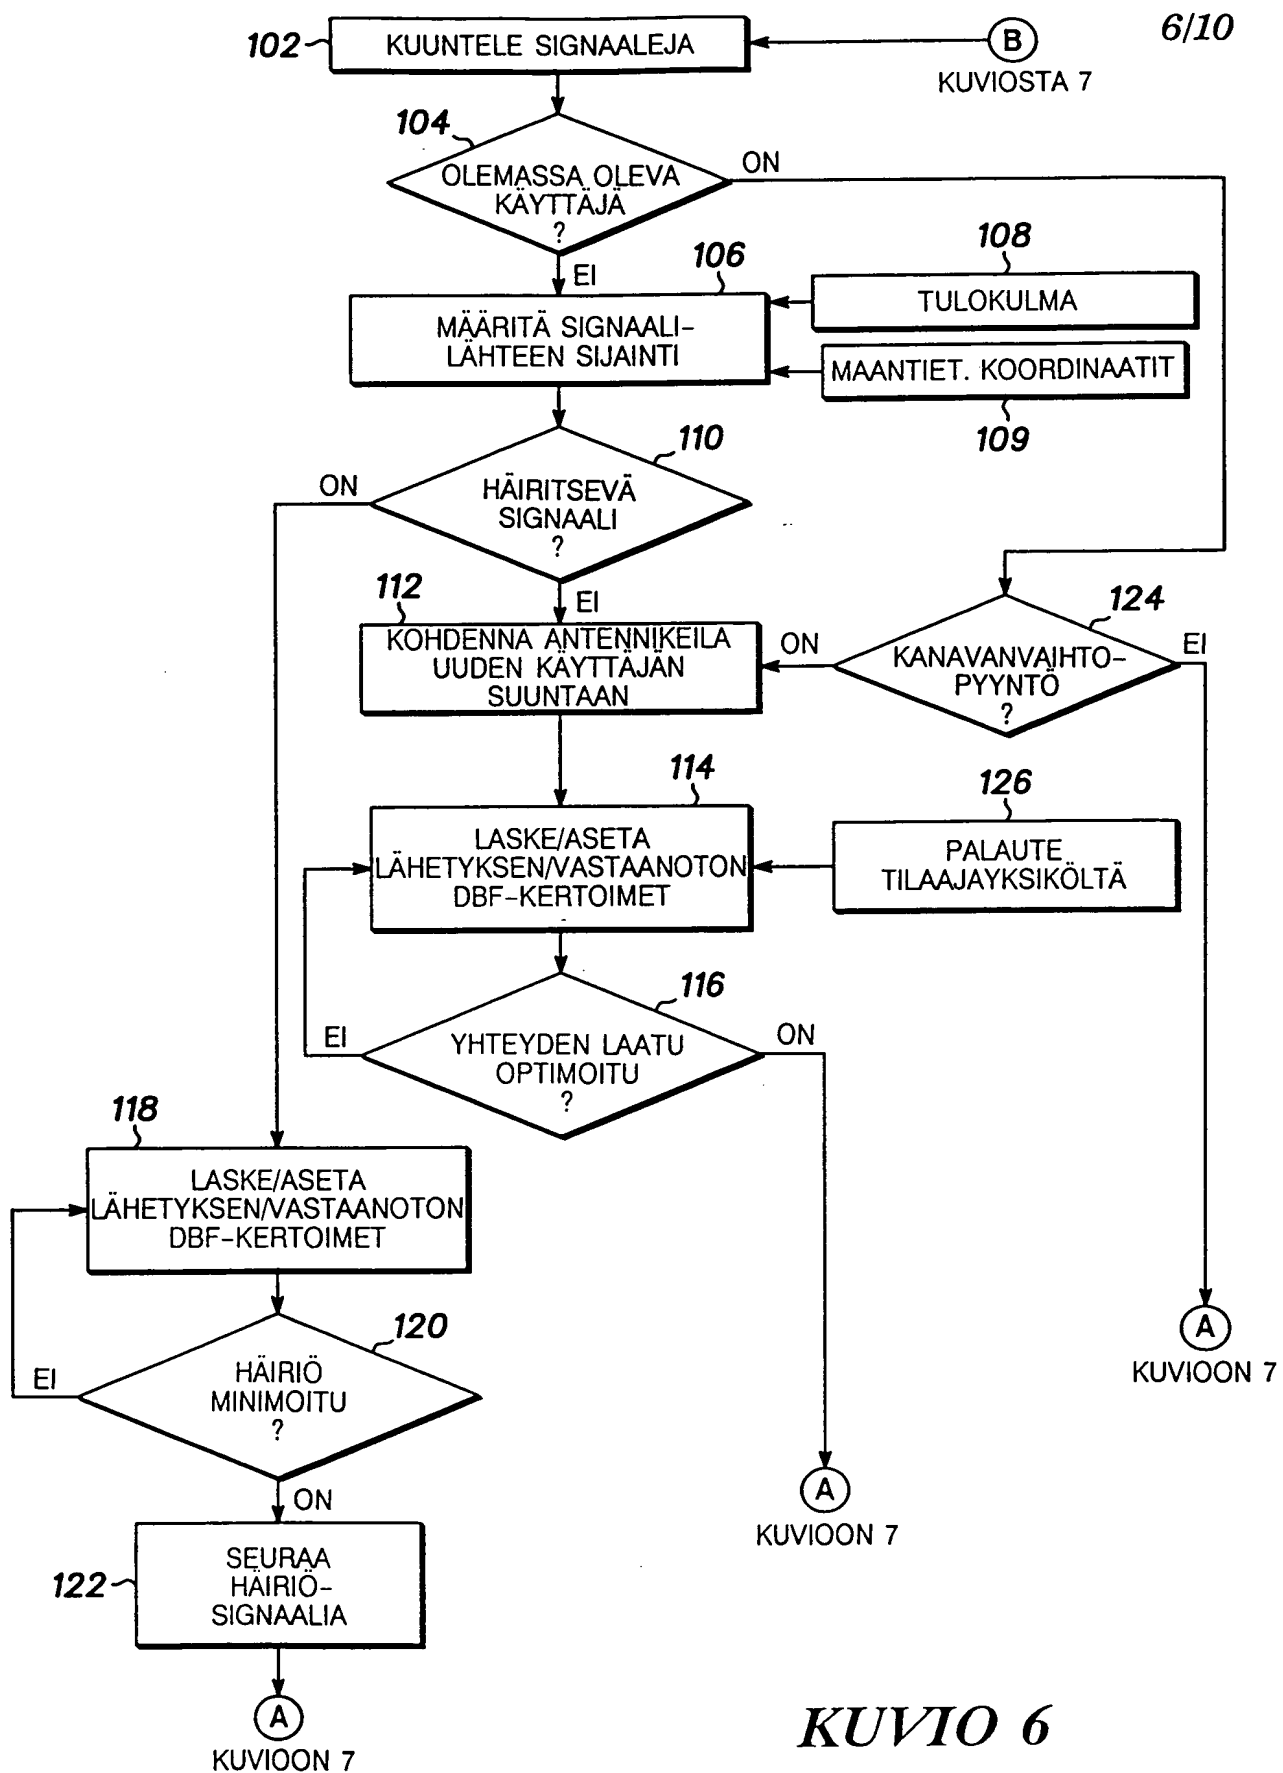 6/10
102
KUUNTELE SIGNAALEJA
B
KUVIOSTA 7
104
OLEMASSA OLEVA
KÄYTTÄJÄ
?
ON
EI
106
MÄÄRITÄ SIGNAALI-
LÄHTEEN SIJAINTI
108
TULOKULMA
MAANTIET. KOORDINAATIT
109
110
HÄIRITSEVÄ
SIGNAALI
?
ON
EI
112
KOHDENNA ANTENNIKEILA
UUDEN KÄYTTÄJÄN
SUUNTAAN
124
KANAVANVAIHTO-
PYYNTÖ
?
ON
EI
114
LASKE/ASETA
LÄHETYKSEN/VASTAANOTON
DBF-KERTOIMET
126
PALAUTE
TILAAJAYKSIKÖLTÄ
116
YHTEYDEN LAATU
OPTIMOITU
?
EI
ON
118
LASKE/ASETA
LÄHETYKSEN/VASTAANOTON
DBF-KERTOIMET
120
HÄIRIÖ
MINIMOITU
?
EI
ON
A
KUVIOON 7
A
KUVIOON 7
122
SEURAA
HÄIRIÖ-
SIGNAALIA
A
KUVIOON 7
KUVIO 6